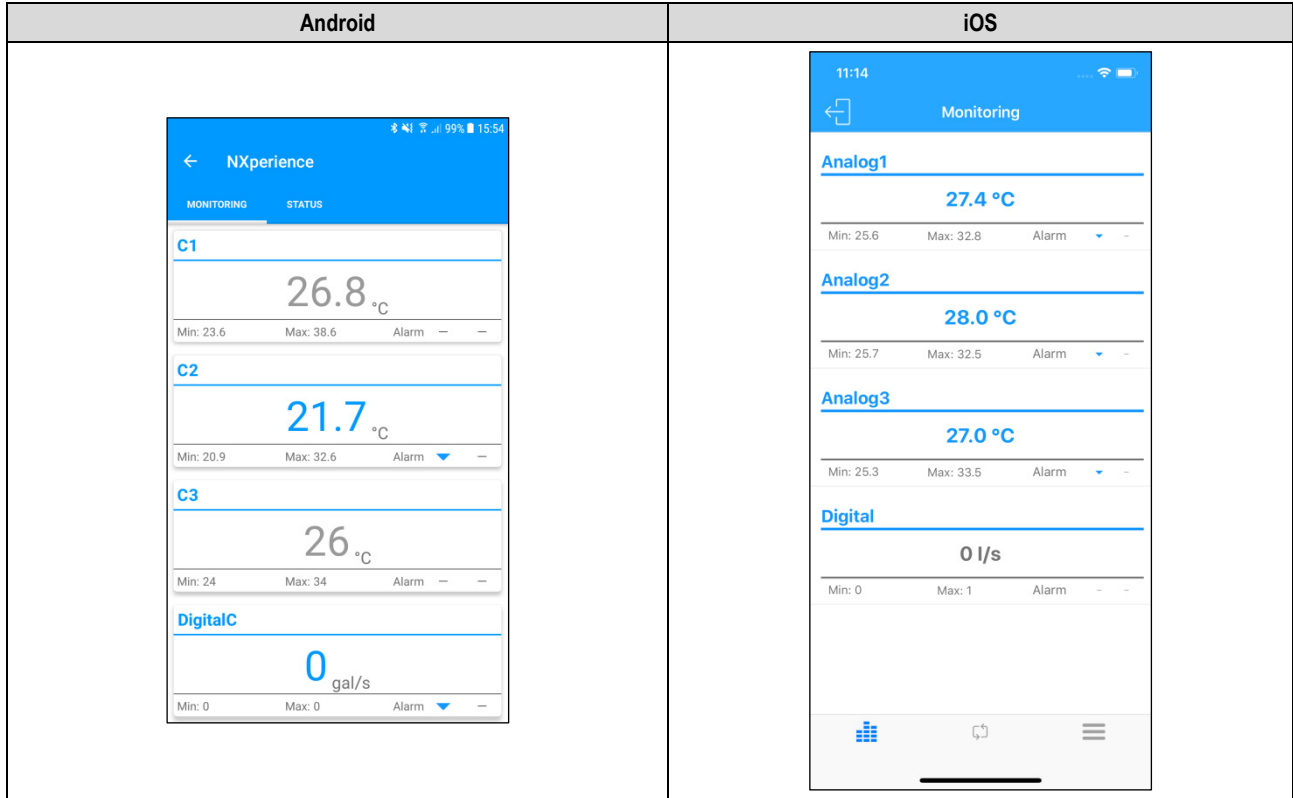 Android
iOS
99% 15:54
NXperience
MONITORING STATUS
C1
26.8 °C
Min: 23.6 Max: 38.6 Alarm – –
C2
21.7 °C
Min: 20.9 Max: 32.6 Alarm –
C3
26 °C
Min: 24 Max: 34 Alarm – –
DigitalC
0 gal/s
Min: 0 Max: 0 Alarm –
11:14
Monitoring
Analog1
27.4 °C
Min: 25.6 Max: 32.8 Alarm -
Analog2
28.0 °C
Min: 25.7 Max: 32.5 Alarm -
Analog3
27.0 °C
Min: 25.3 Max: 33.5 Alarm -
Digital
0 l/s
Min: 0 Max: 1 Alarm - -